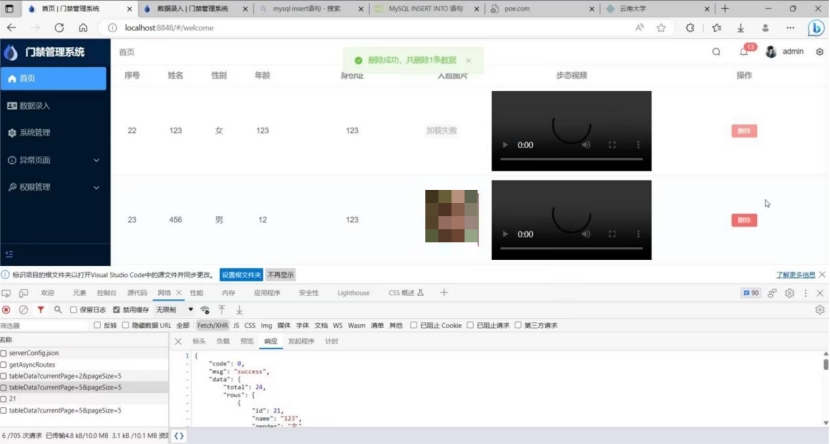 首页 | 门禁管理系统
数据录入 | 门禁管理系统
mysql insert语句 - 搜索
MySQL INSERT INTO 语句
poe.com
云南大学
localhost:8848/#/welcome
门禁管理系统
首页
13
admin
首页
数据录入
系统管理
异常页面
权限管理
删除成功，共删除1条数据
序号 姓名 性别 年龄 身份证 人脸图片 步态视频 操作
22 123 女 123 123 加载失败 0:00 删除
23 456 男 12 123 0:00 删除
标识项目的根文件夹以打开Visual Studio Code中的源文件并同步更改。 设置根文件夹 不再显示 了解更多信息
欢迎 元素 控制台 源代码 网络 性能 内存 应用程序 安全性 Lighthouse CSS 概述 90
保留日志 禁用缓存 无限制
筛选器 反转 隐藏数据 URL 全部 Fetch/XHR JS CSS Img 媒体 字体 文档 WS Wasm 清单 其他 已阻止 Cookie 已阻止请求 第三方请求
名称
标头 负载 预览 响应 发起程序 计时
serverConfig.json
getAsyncRoutes
tableData?currentPage=2&pageSize=5
tableData?currentPage=5&pageSize=5
21
tableData?currentPage=5&pageSize=5
1 {
"code": 0,
"msg": "success",
"data": {
"total": 24,
"rows": [
{
"id": 21,
"name": "123",
6 /705 次请求 已传输4.8 kB/10.0 MB 3.1 kB /10.1 MB